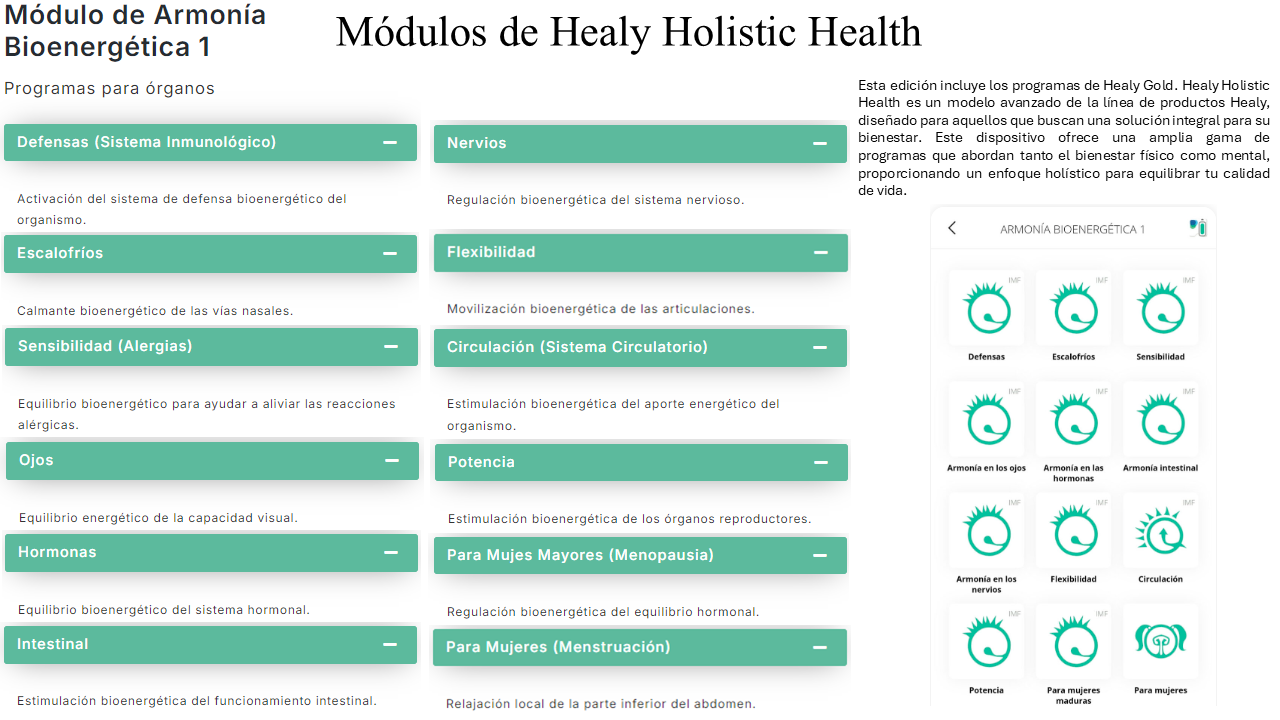 Módulo de Armonía
Bioenergética 1
Módulos de Healy Holistic Health
Programas para órganos
Defensas (Sistema Inmunológico)
Activación del sistema de defensa bioenergético del
organismo.
Escalofríos
Calmante bioenergético de las vías nasales.
Sensibilidad (Alergias)
Equilibrio bioenergético para ayudar a aliviar las reacciones
alérgicas.
Ojos
Equilibrio energético de la capacidad visual.
Hormonas
Equilibrio bioenergético del sistema hormonal.
Intestinal
Estimulación bioenergética del funcionamiento intestinal.
Nervios
Regulación bioenergética del sistema nervioso.
Flexibilidad
Movilización bioenergética de las articulaciones.
Circulación (Sistema Circulatorio)
Estimulación bioenergética del aporte energético del
organismo.
Potencia
Estimulación bioenergética de los órganos reproductores.
Para Mujes Mayores (Menopausia)
Regulación bioenergética del equilibrio hormonal.
Para Mujeres (Menstruación)
Relajación local de la parte inferior del abdomen.
Esta edición incluye los programas de Healy Gold. Healy Holistic
Health es un modelo avanzado de la línea de productos Healy,
diseñado para aquellos que buscan una solución integral para su
bienestar. Este dispositivo ofrece una amplia gama de
programas que abordan tanto el bienestar físico como mental,
proporcionando un enfoque holístico para equilibrar tu calidad
de vida.
ARMONÍA BIOENERGÉTICA 1
IMF IMF IMF
Defensas Escalofríos Sensibilidad
IMF IMF IMF
Armonía en los ojos Armonía en las Armonía intestinal
hormonas
IMF IMF IMF
Armonía en los Flexibilidad Circulación
nervios
IMF IMF
Potencia Para mujeres Para mujeres
maduras